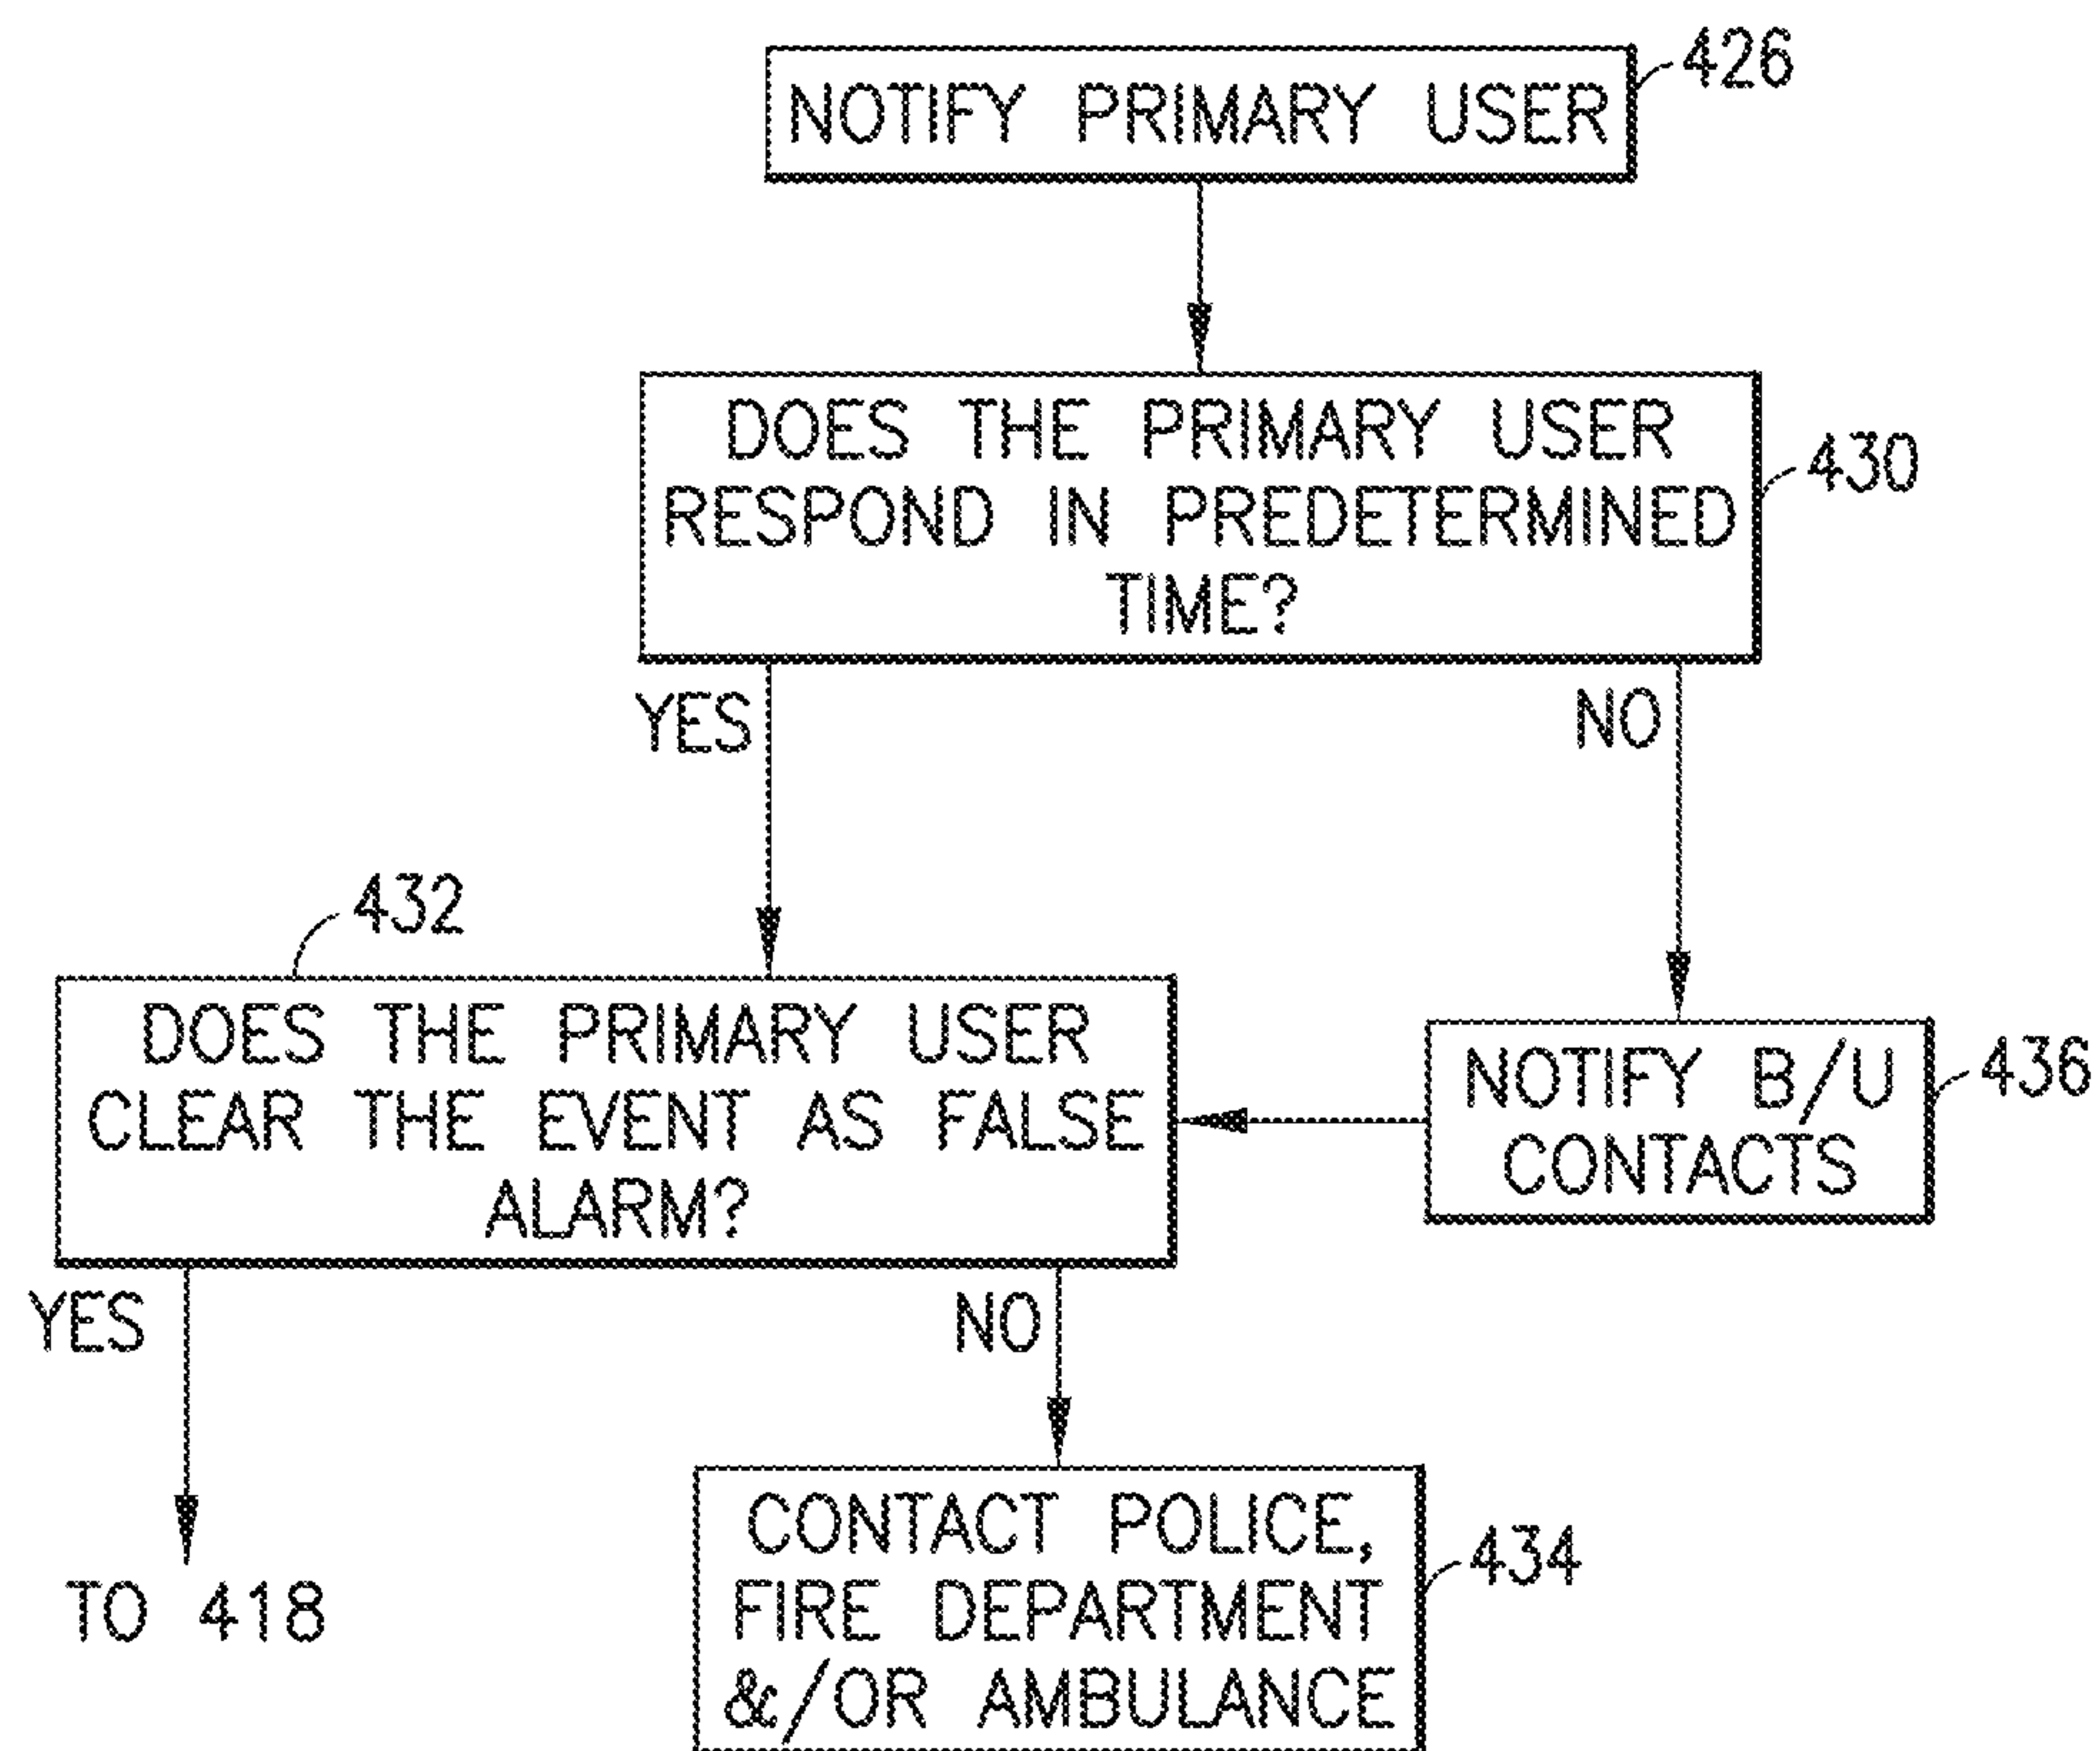 426
NOTIFY PRIMARY USER
DOES THE PRIMARY USER
RESPOND IN PREDETERMINED
TIME?
430
YES
NO
432
DOES THE PRIMARY USER
CLEAR THE EVENT AS FALSE
ALARM?
NOTIFY B/U
CONTACTS
436
YES
NO
TO 418
CONTACT POLICE,
FIRE DEPARTMENT
&/OR AMBULANCE
434